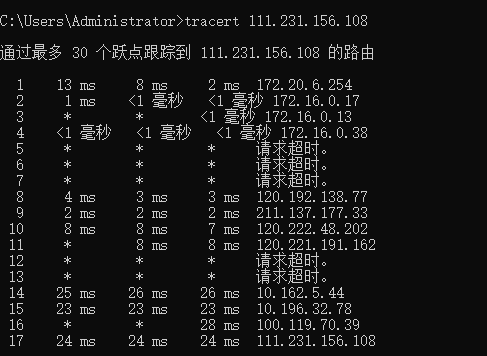 C:\Users\Administrator>tracert 111.231.156.108
通过最多 30 个跃点跟踪到 111.231.156.108 的路由
1 13 ms 8 ms 2 ms 172.20.6.254
2 1 ms <1 毫秒 <1 毫秒 172.16.0.17
3 * * <1 毫秒 172.16.0.13
4 <1 毫秒 <1 毫秒 <1 毫秒 172.16.0.38
5 * * * 请求超时。
6 * * * 请求超时。
7 * * * 请求超时。
8 4 ms 3 ms 3 ms 120.192.138.77
9 2 ms 2 ms 2 ms 211.137.177.33
10 8 ms 8 ms 7 ms 120.222.48.202
11 * 8 ms 8 ms 120.221.191.162
12 * * * 请求超时。
13 * * * 请求超时。
14 25 ms 26 ms 26 ms 10.162.5.44
15 23 ms 23 ms 23 ms 10.196.32.78
16 * * 28 ms 100.119.70.39
17 24 ms 24 ms 24 ms 111.231.156.108